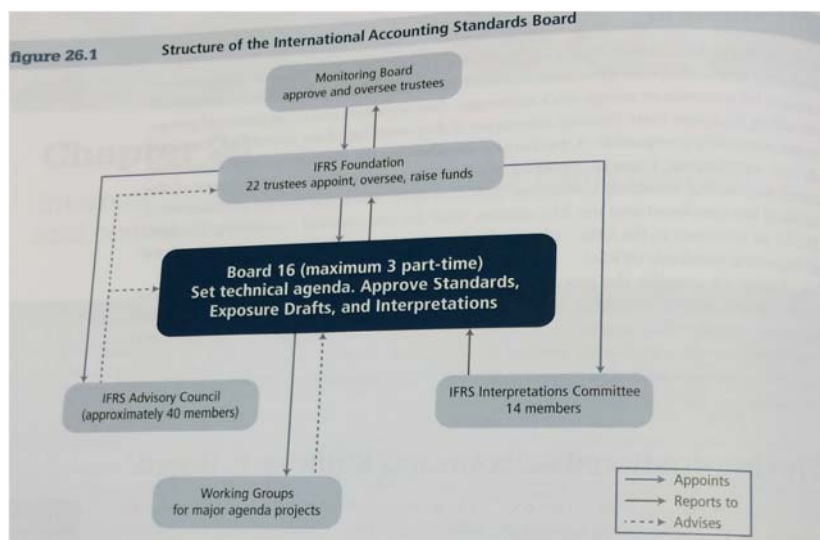 figure 26.1 Structure of the International Accounting Standards Board
Monitoring Board
approve and oversee trustees
IFRS Foundation
22 trustees appoint, oversee, raise funds
Board 16 (maximum 3 part-time)
Set technical agenda. Approve Standards,
Exposure Drafts, and Interpretations
IFRS Advisory Council
(approximately 40 members)
IFRS Interpretations Committee
14 members
Working Groups
for major agenda projects
Appoints
Reports to
Advises